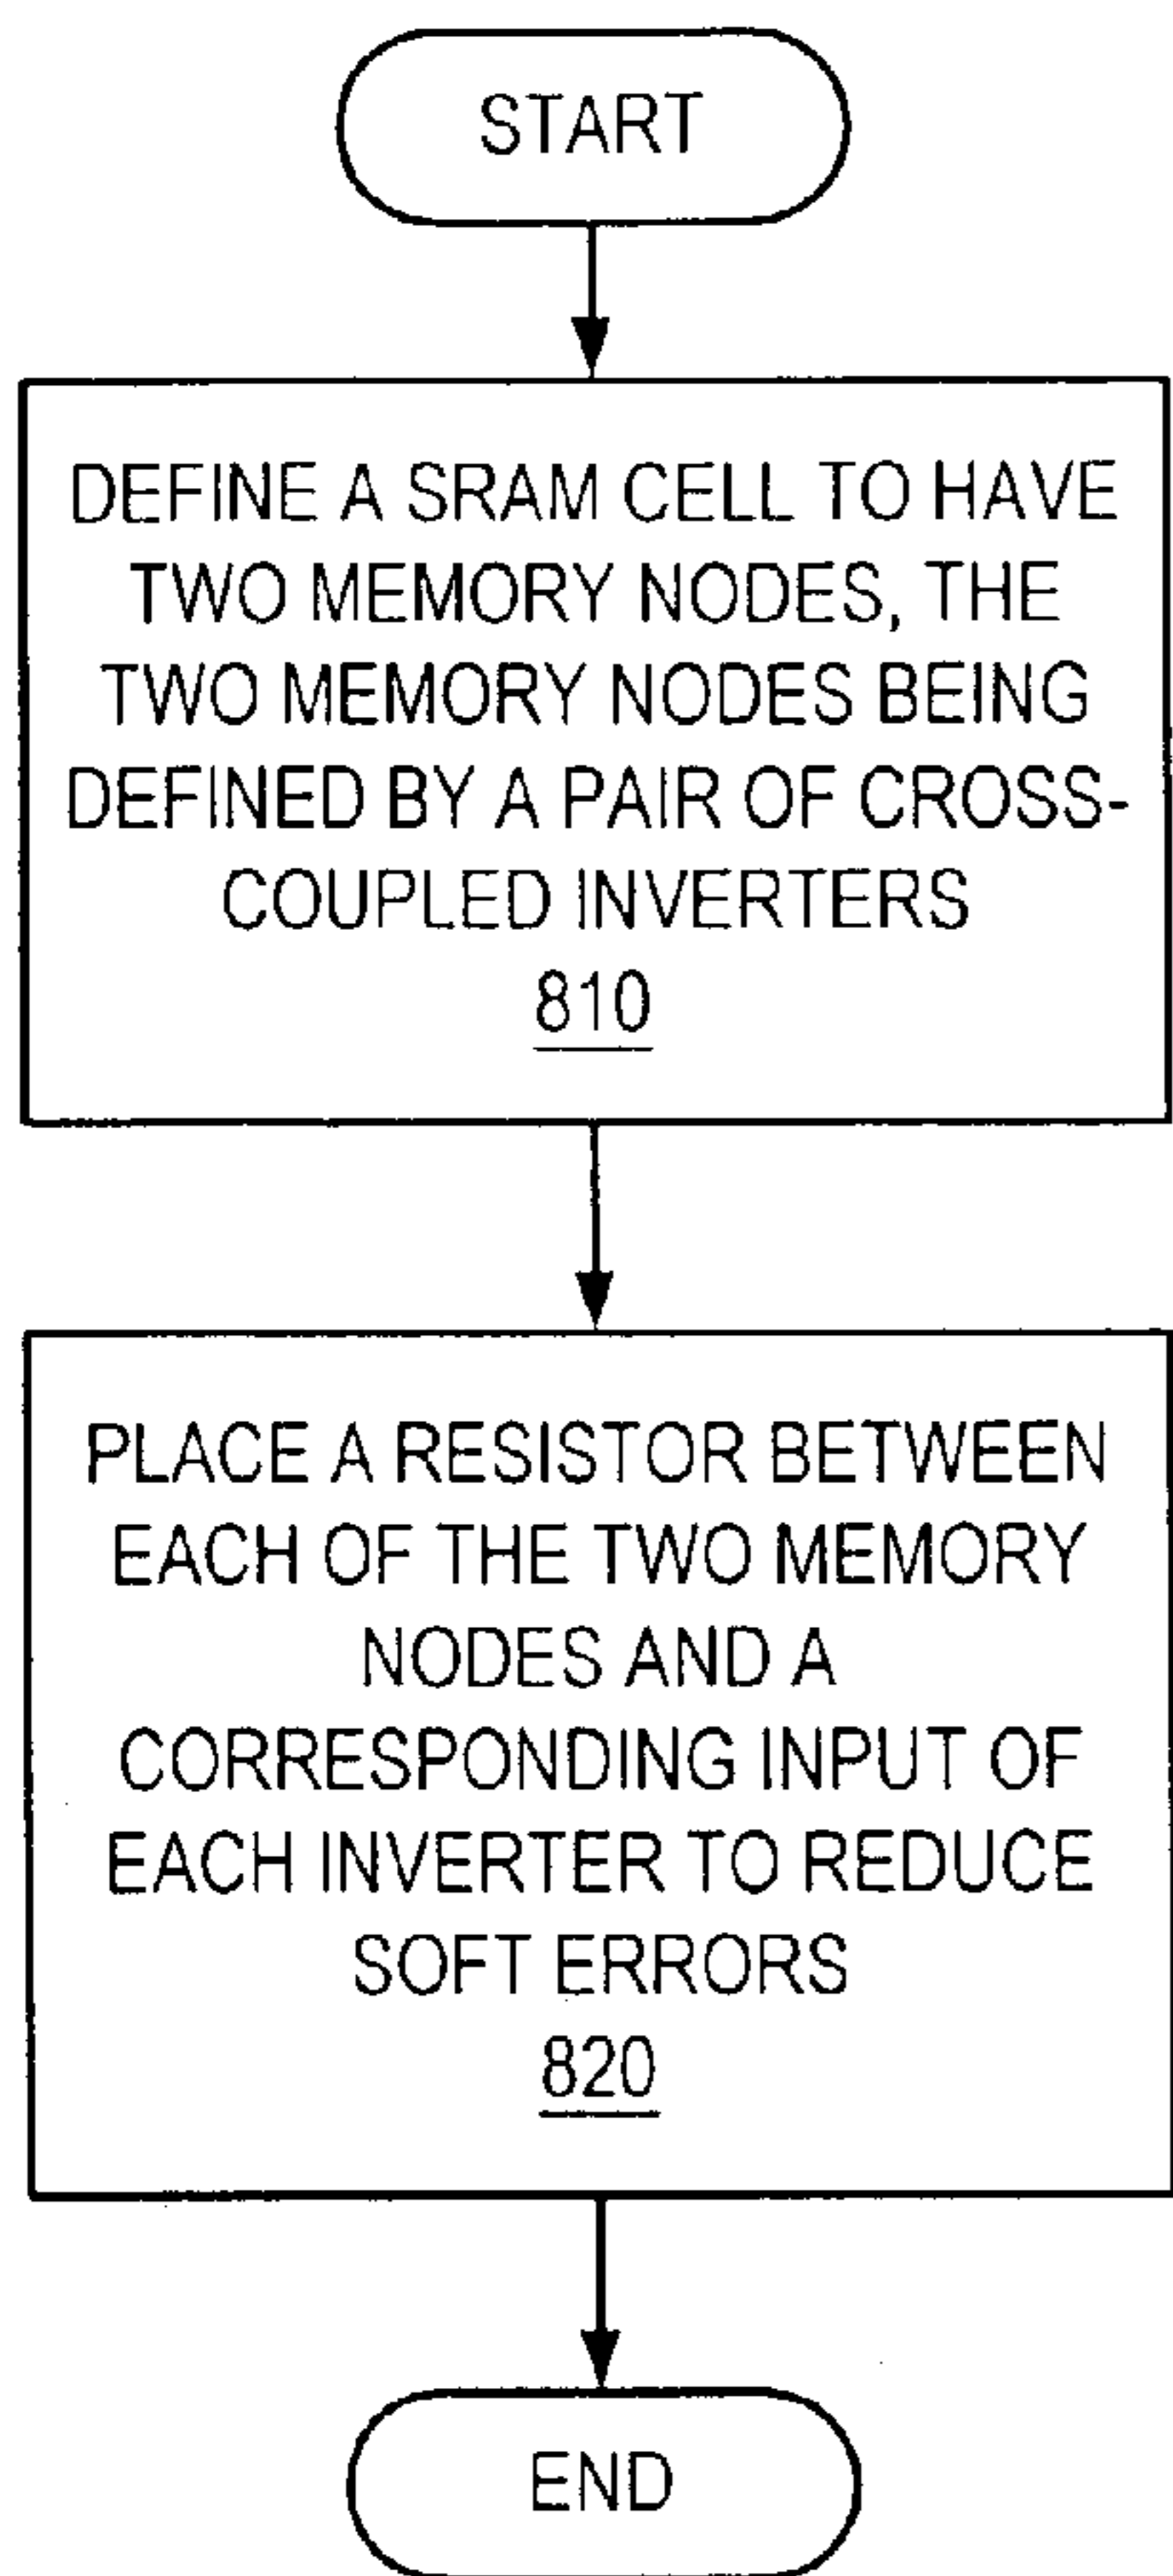 START
DEFINE A SRAM CELL TO HAVE
TWO MEMORY NODES, THE
TWO MEMORY NODES BEING
DEFINED BY A PAIR OF CROSS-
COUPLED INVERTERS
810
PLACE A RESISTOR BETWEEN
EACH OF THE TWO MEMORY
NODES AND A
CORRESPONDING INPUT OF
EACH INVERTER TO REDUCE
SOFT ERRORS
820
END